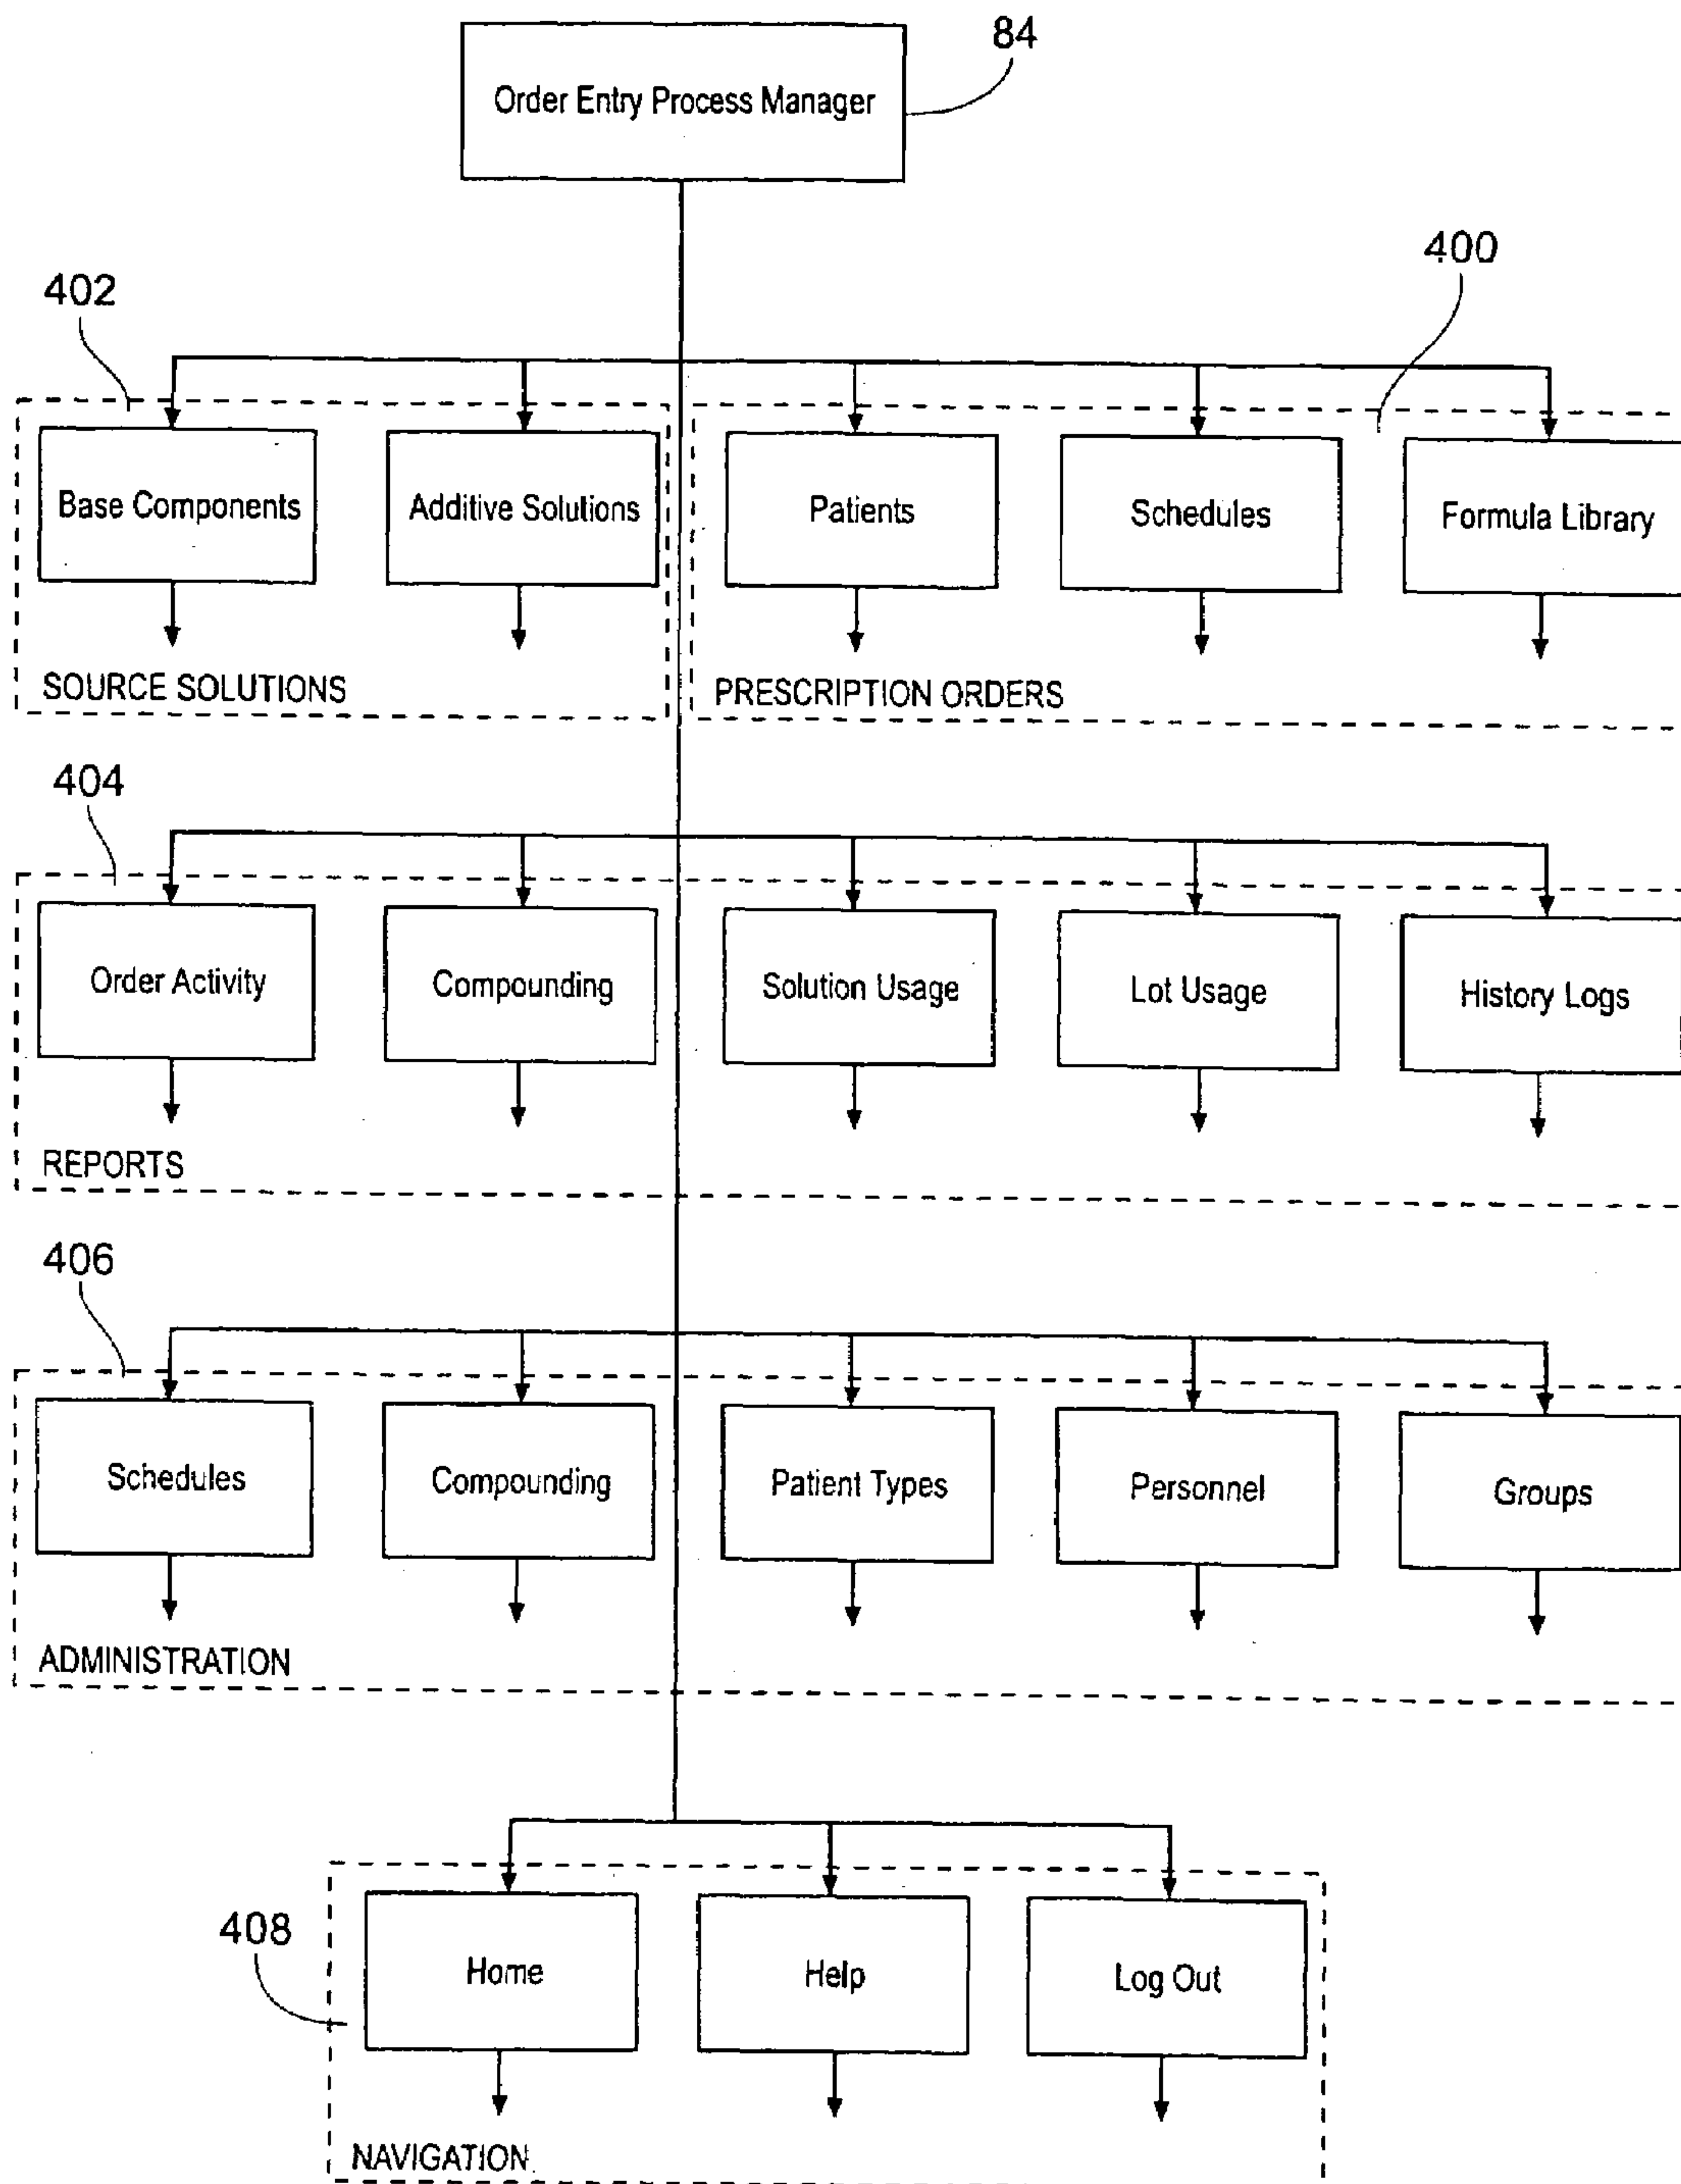 84
Order Entry Process Manager
400
402
Base Components
Additive Solutions
Patients
Schedules
Formula Library
SOURCE SOLUTIONS
PRESCRIPTION ORDERS
404
Order Activity
Compounding
Solution Usage
Lot Usage
History Logs
REPORTS
406
Schedules
Compounding
Patient Types
Personnel
Groups
ADMINISTRATION
408
Home
Help
Log Out
NAVIGATION